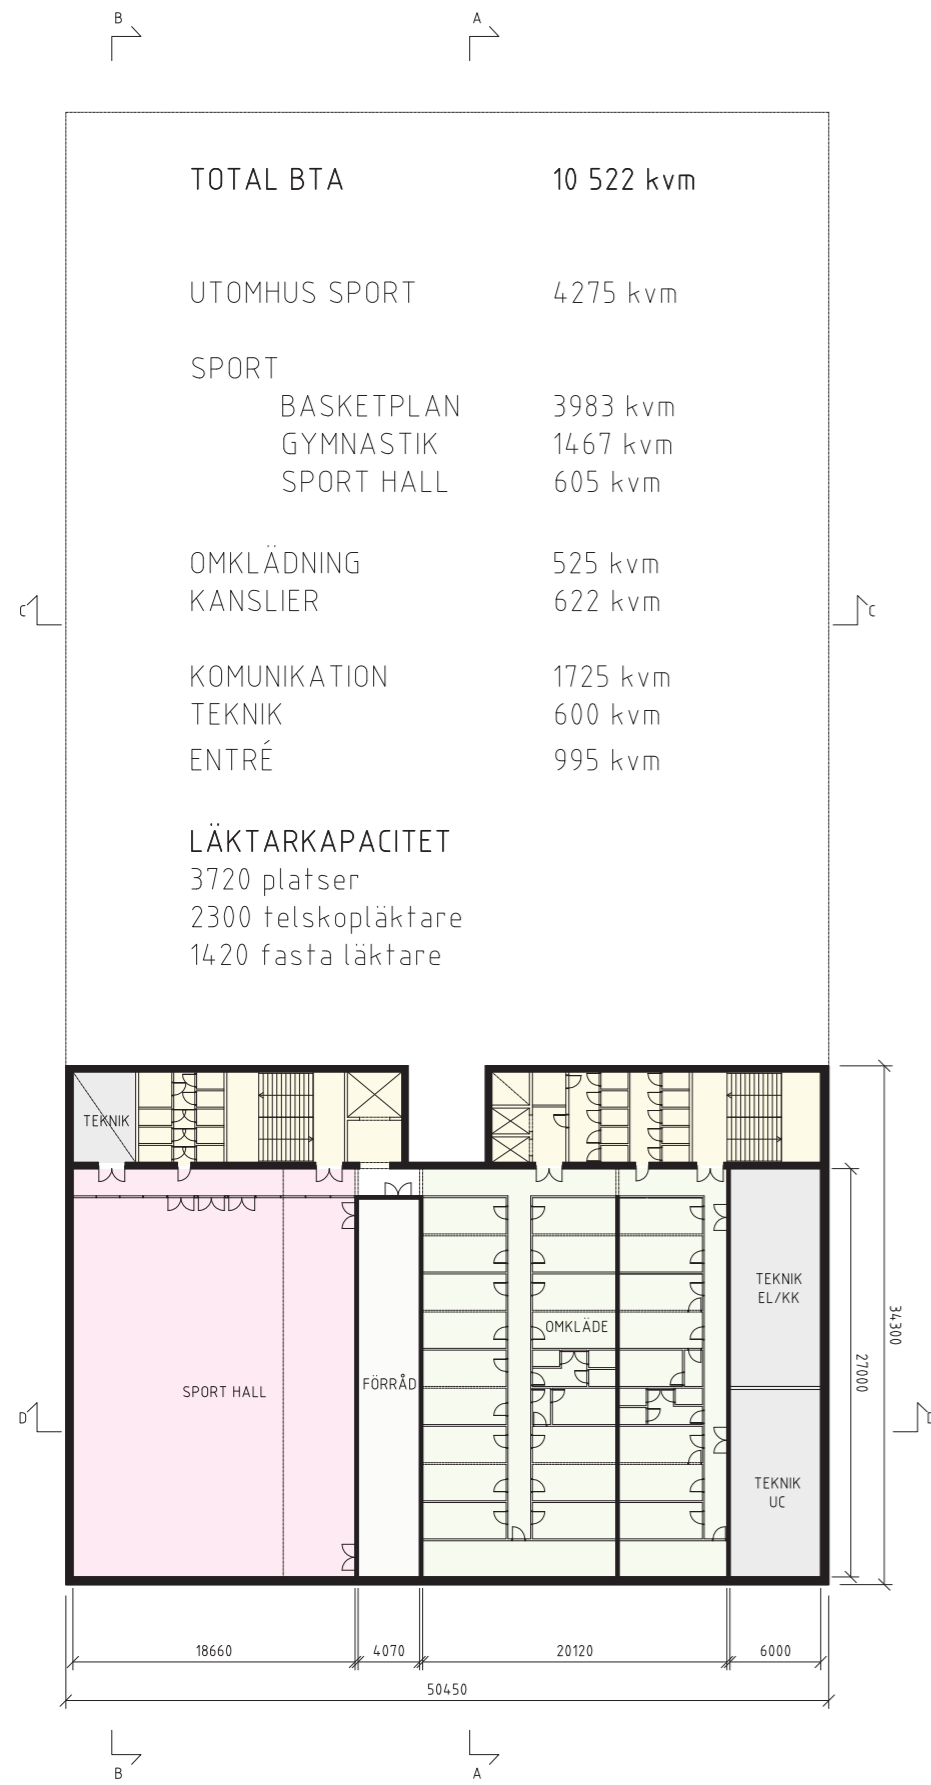 B A
TOTAL BTA 10 522 kvm
UTOMHUS SPORT 4275 kvm
SPORT
BASKETPLAN 3983 kvm
GYMNASTIK 1467 kvm
SPORT HALL 605 kvm
OMKLÄDNING 525 kvm
C KANSLIER 622 kvm C
KOMUNIKATION 1725 kvm
TEKNIK 600 kvm
ENTRÉ 995 kvm
LÄKTARKAPACITET
3720 platser
2300 telskopläktare
1420 fasta läktare
TEKNIK
TEKNIK
EL/KK
OMKLÄDE
34300
27000
FÖRRÅD
SPORT HALL
D D
TEKNIK
UC
18660 4070 20120 6000
50450
B A